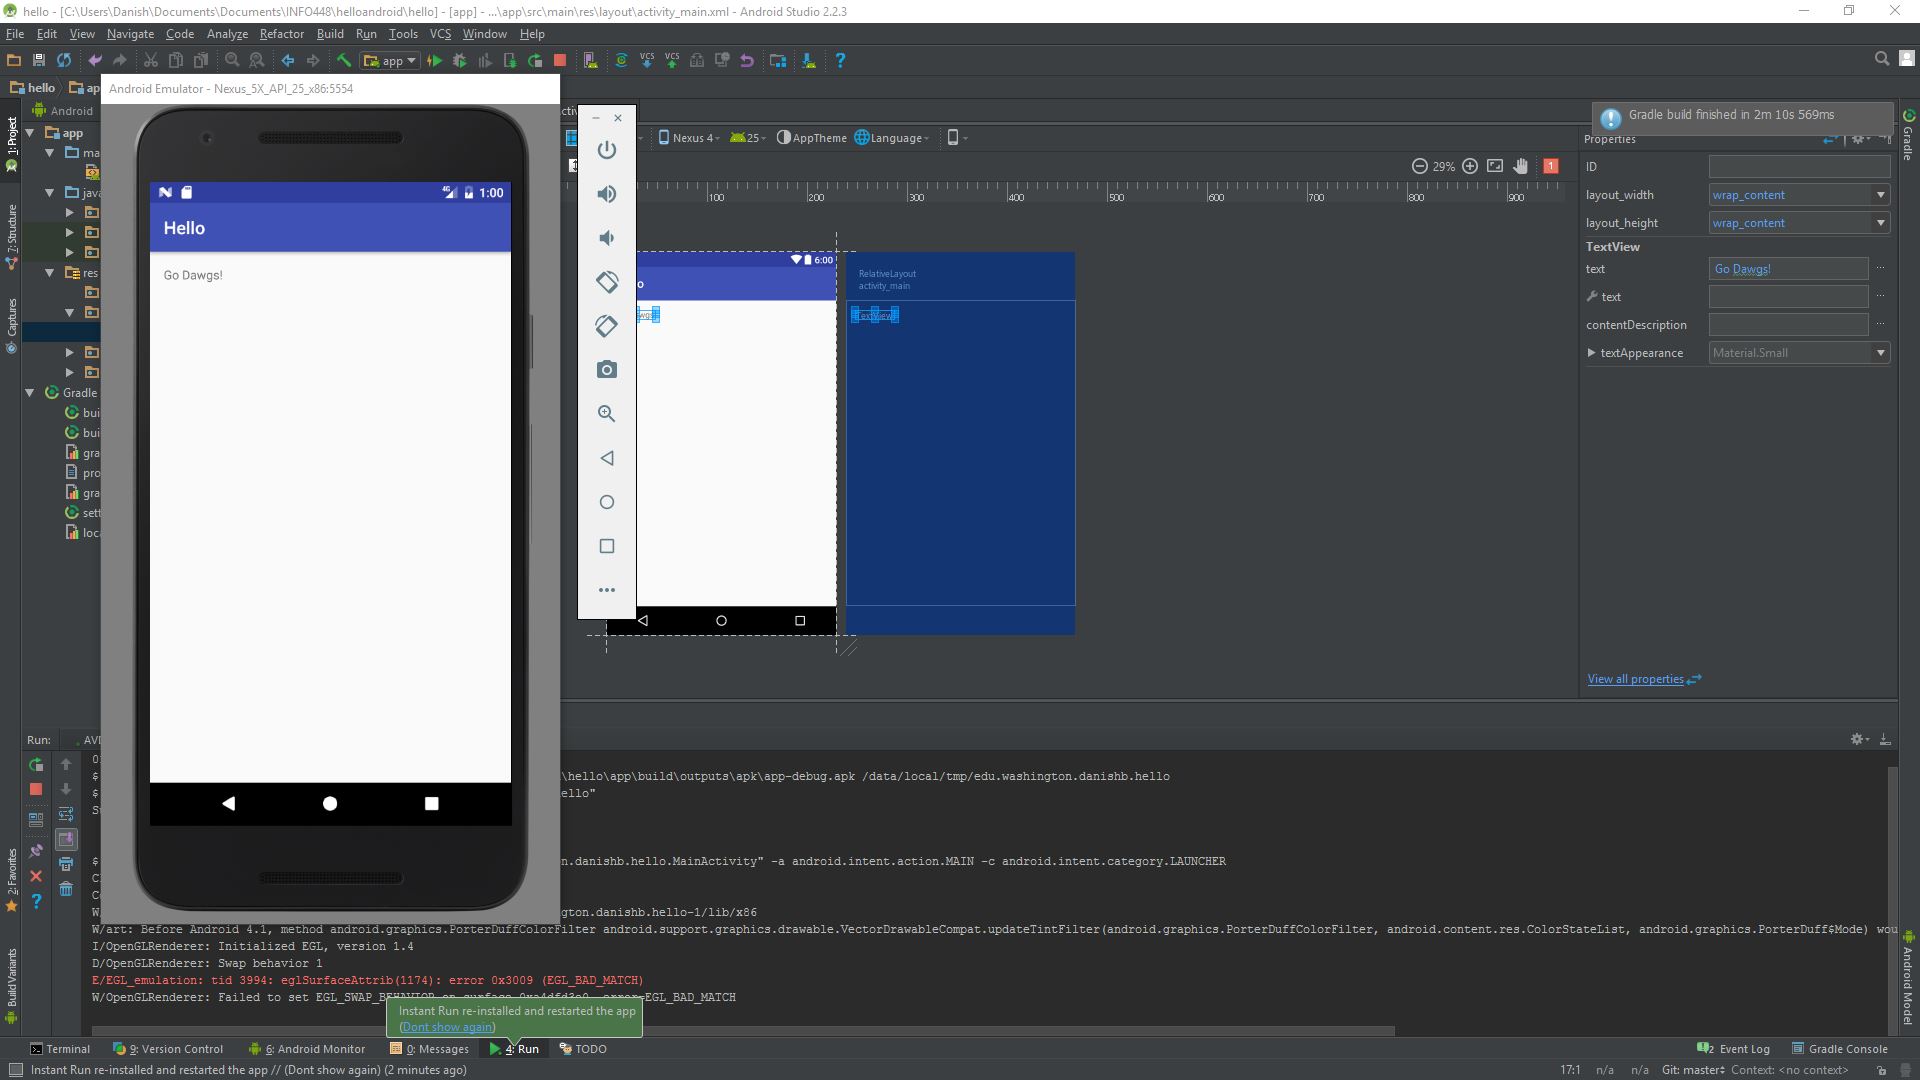 hello - [C:\Users\Danish\Documents\Documents\INFO448\helloandroid\hello] - [app] - ...\app\src\main\res\layout\activity_main.xml - Android Studio 2.2.3
File Edit View Navigate Code Analyze Refactor Build Run Tools VCS Window Help
app VCS VCS ?
hello ap
Android Emulator - Nexus_5X_API_25_x86:5554
Gradle build finished in 2m 10s 569ms
1: Project
7: Structure
Captures
2: Favorites
Build Variants
Gradle
Android Model
Android
app
ma
java
res
Gradle
bui
bui
gra
pro
gra
sett
loc
1:00
Hello
Go Dawgs!
Nexus 4 25 AppTheme Language
29% 1
100 200 300 400 500 600 700 800 900
6:00
o
awgs!
RelativeLayout
activity_main
TextView
Properties
ID
layout_width wrap_content
layout_height wrap_content
TextView
text Go Dawgs! ...
text ...
contentDescription ...
textAppearance Material.Small
View all properties
Run: AVD
\hello\app\build\outputs\apk\app-debug.apk /data/local/tmp/edu.washington.danishb.hello
$ ello"
$ n.danishb.hello.MainActivity" -a android.intent.action.MAIN -c android.intent.category.LAUNCHER
W/ gton.danishb.hello-1/lib/x86
W/art: Before Android 4.1, method android.graphics.PorterDuffColorFilter android.support.graphics.drawable.VectorDrawableCompat.updateTintFilter(android.graphics.PorterDuffColorFilter, android.content.res.ColorStateList, android.graphics.PorterDuff$Mode) wou
I/OpenGLRenderer: Initialized EGL, version 1.4
D/OpenGLRenderer: Swap behavior 1
E/EGL_emulation: tid 3994: eglSurfaceAttrib(1174): error 0x3009 (EGL_BAD_MATCH)
W/OpenGLRenderer: Failed to set EGL_SWAP_BEHAVIOR on surface error=EGL_BAD_MATCH
Instant Run re-installed and restarted the app
(Dont show again)
Terminal 9: Version Control 6: Android Monitor 0: Messages 4: Run TODO 2 Event Log Gradle Console
Instant Run re-installed and restarted the app // (Dont show again) (2 minutes ago) 17:1 n/a n/a Git: master Context: <no context>